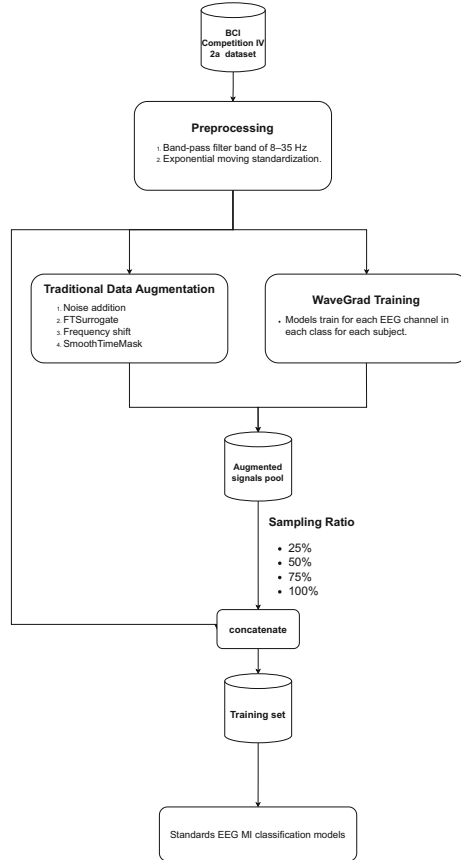 BCI
Competition IV
2a dataset
Preprocessing
1. Band-pass filter band of 8–35 Hz
2. Exponential moving standardization.
Traditional Data Augmentation
1. Noise addition
2. FTSurrogate
3. Frequency shift
4. SmoothTimeMask
WaveGrad Training
• Models train for each EEG channel in
each class for each subject.
Augmented
signals pool
Sampling Ratio
• 25%
• 50%
• 75%
• 100%
concatenate
Training set
Standards EEG MI classification models